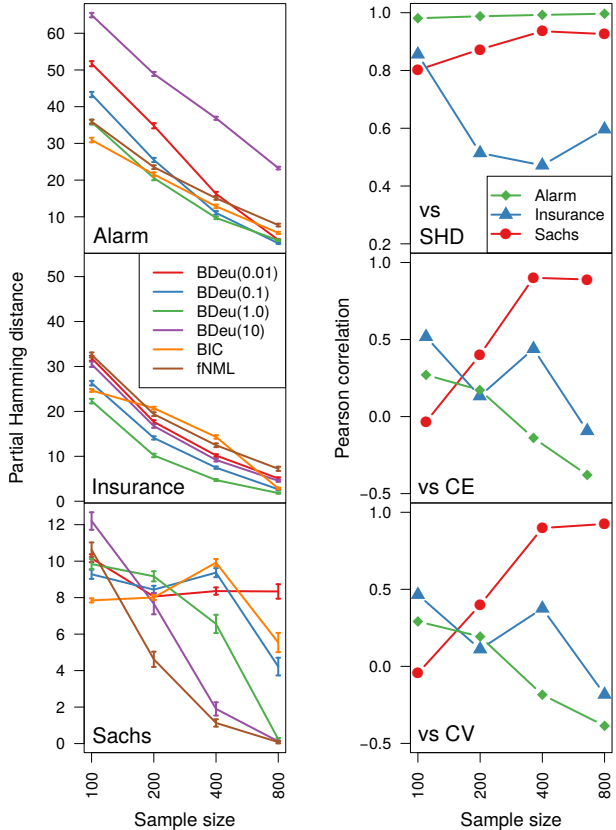 Partial Hamming distance
60
50
40
30
20
10
Alarm
50
40
30
20
10
0
BDeu(0.01)
BDeu(0.1)
BDeu(1.0)
BDeu(10)
BIC
fNML
Insurance
12
10
8
6
4
2
0
Sachs
100
200
400
800
Sample size
Pearson correlation
1.0
0.8
0.6
0.4
0.2
Alarm
Insurance
Sachs
vs
SHD
1.0
0.5
0.0
−0.5
vs CE
1.0
0.5
0.0
−0.5
vs CV
100
200
400
800
Sample size